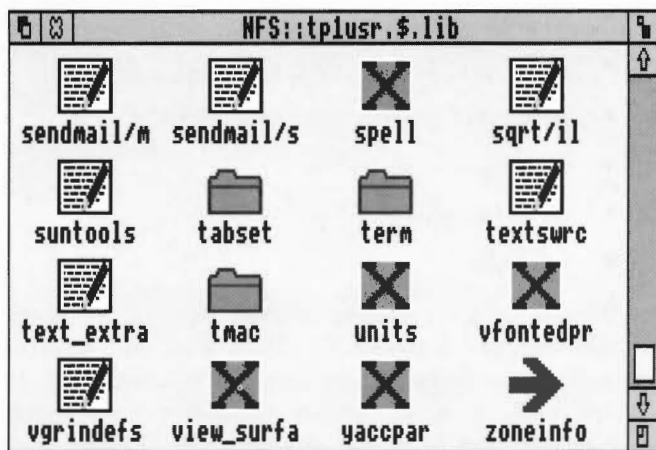 NFS::tplusr.$.lib
sendmail/m sendmail/s spell sqrt/il
suntools tabset term textswrc
text_extra tmac units vfontedpr
vgrindefs view_surfa yaccpar zoneinfo